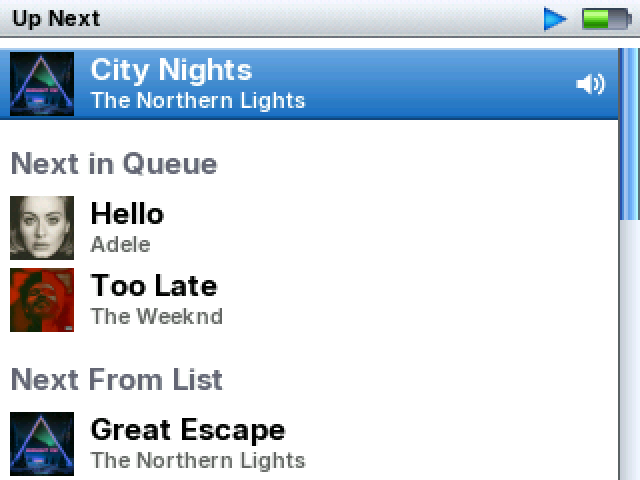 Up Next
City Nights
The Northern Lights
Next in Queue
Hello
Adele
Too Late
The Weeknd
Next From List
Great Escape
The Northern Lights